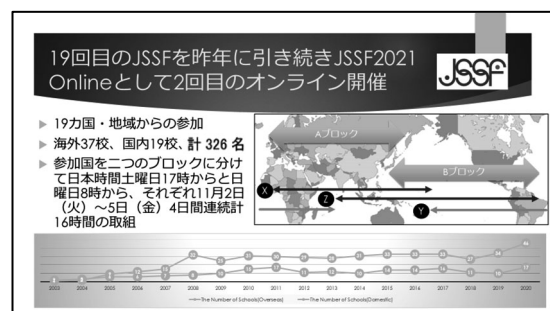 19回目のJSSFを昨年に引き続きJSSF2021
Onlineとして2回目のオンライン開催
JSSF
19カ国・地域からの参加
海外37校、国内19校、計 326 名
参加国を二つのブロックに分け
て日本時間土曜日17時からと日
曜日8時から、それぞれ11月2日
(火)〜5日(金)4日間連続計
16時間の取組
Aブロック
Bブロック
X
Z
Y
2003 2004 2005 2006 2007 2008 2009 2010 2011 2012 2013 2014 2015 2016 2017 2018 2019 2020
The Number of Schools(Overseas)
The Number of Schools(Domestic)